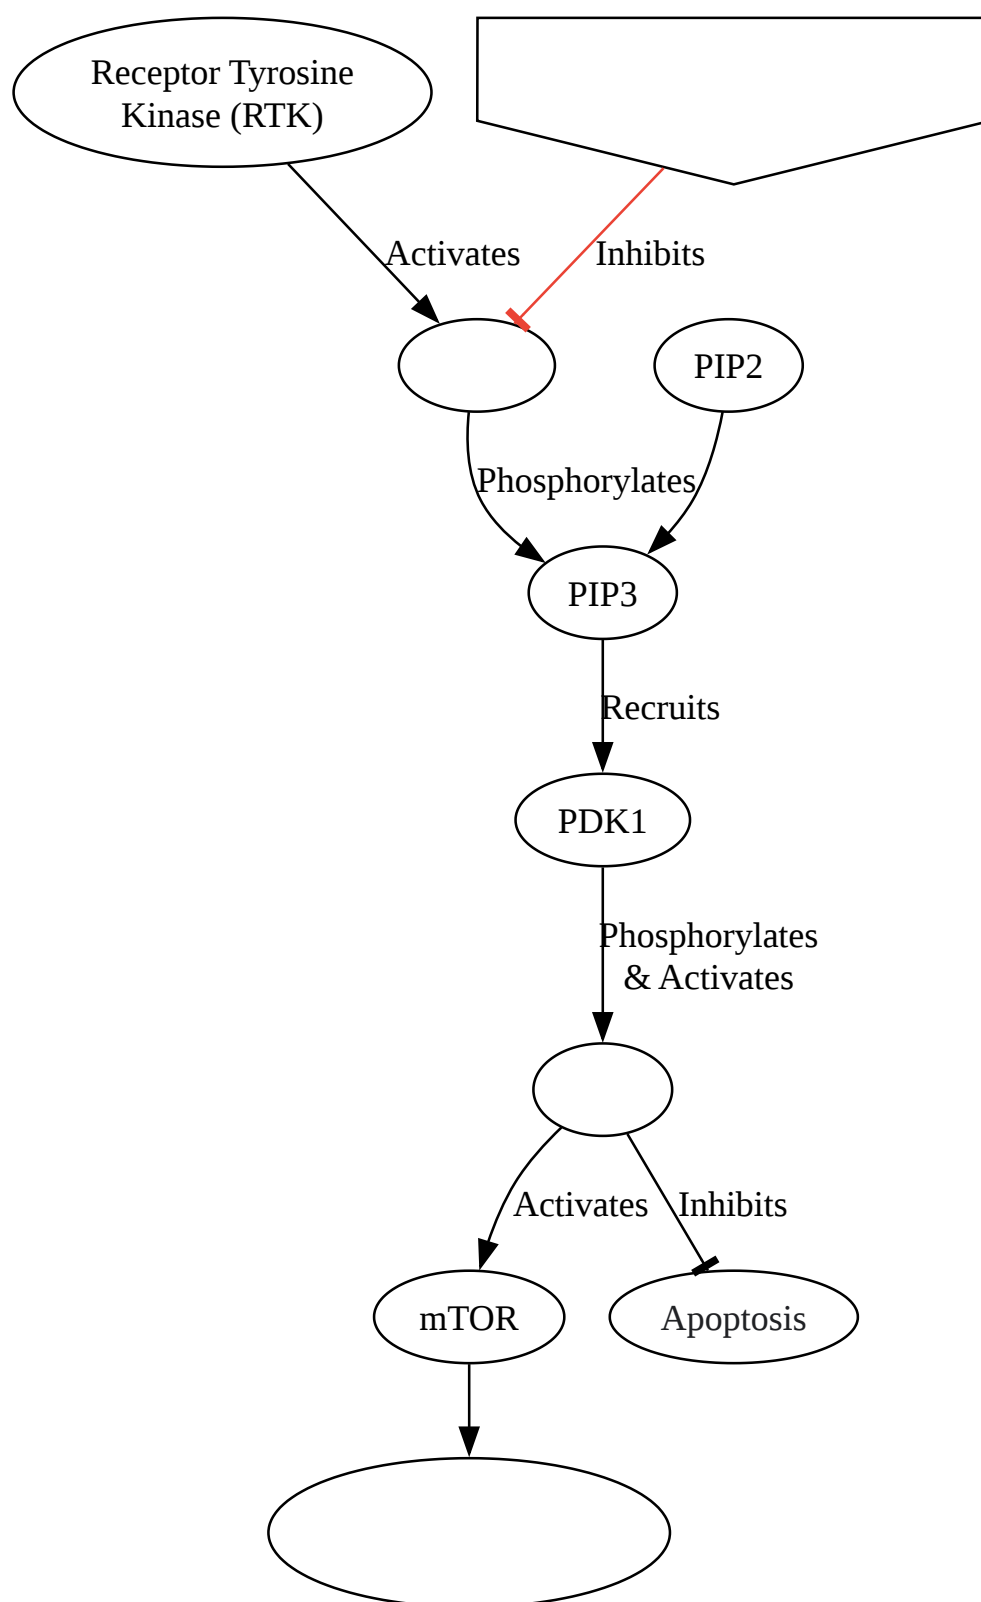 Receptor Tyrosine
Kinase (RTK)
Activates
Inhibits
PIP2
Phosphorylates
PIP3
Recruits
PDK1
Phosphorylates
& Activates
Activates
Inhibits
mTOR
Apoptosis